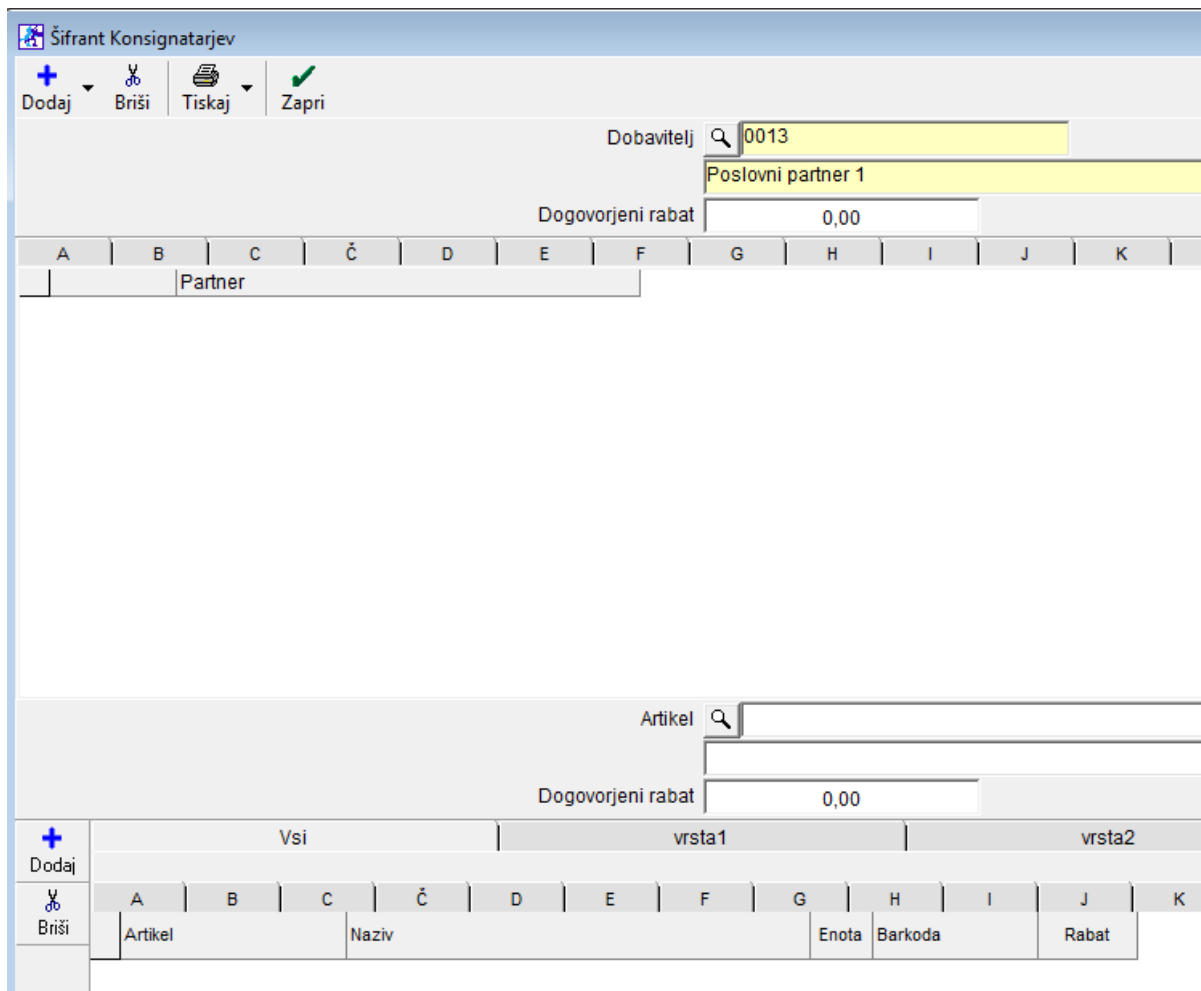 Šifrant Konsignatarjev
Dodaj Briši Tiskaj Zapri
Dobavitelj 0013
Poslovni partner 1
Dogovorjeni rabat 0,00
A B C Č D E F G H I J K
Partner
Artikel
Dogovorjeni rabat 0,00
Dodaj Vsi vrsta1 vrsta2
Briši A B C Č D E F G H I J K
Artikel Naziv Enota Barkoda Rabat